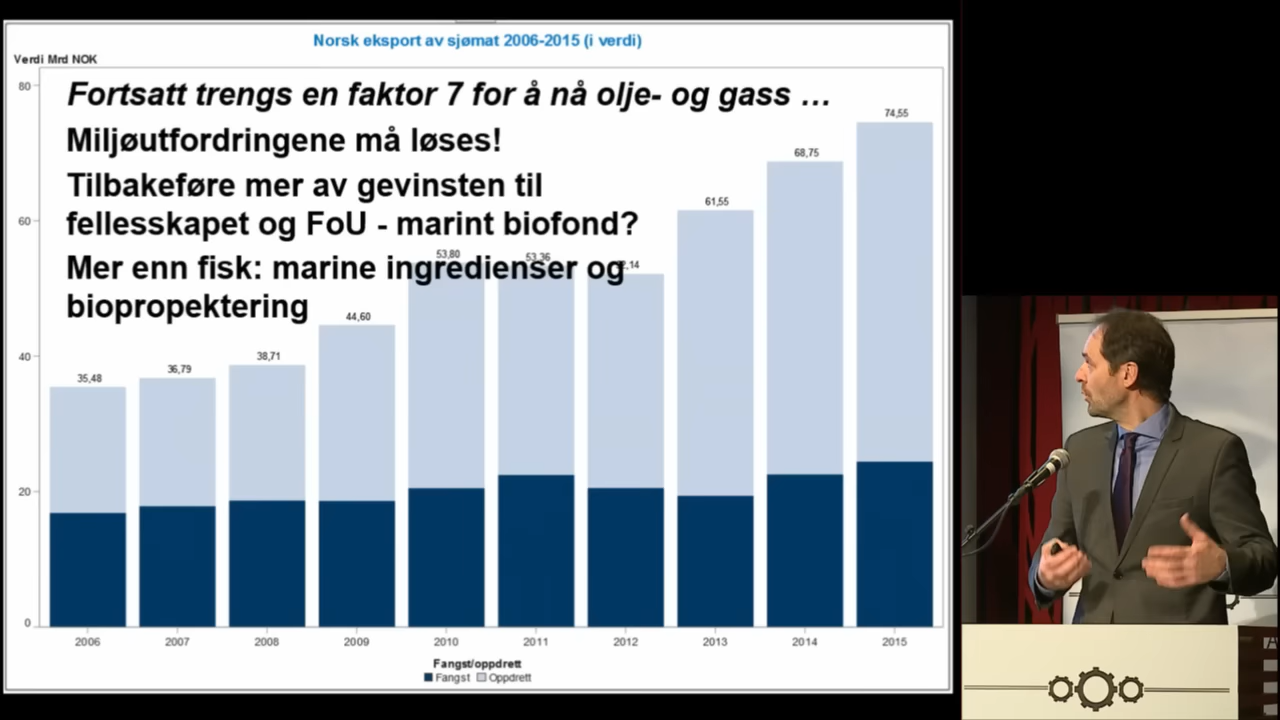 Norsk eksport av sjømat 2006-2015 (i verdi)
Verdi Mrd NOK
Fortsatt trengs en faktor 7 for å nå olje- og gass ...
Miljøutfordringene må løses!
Tilbakeføre mer av gevinsten til
fellesskapet og FoU - marint biofond?
Mer enn fisk: marine ingredienser og
biopropektering
80
60
40
20
0
35,48
36,79
38,71
44,60
53,80
53,36
61,55
68,75
74,55
2006
2007
2008
2009
2010
2011
2012
2013
2014
2015
Fangst/oppdrett
Fangst
Oppdrett